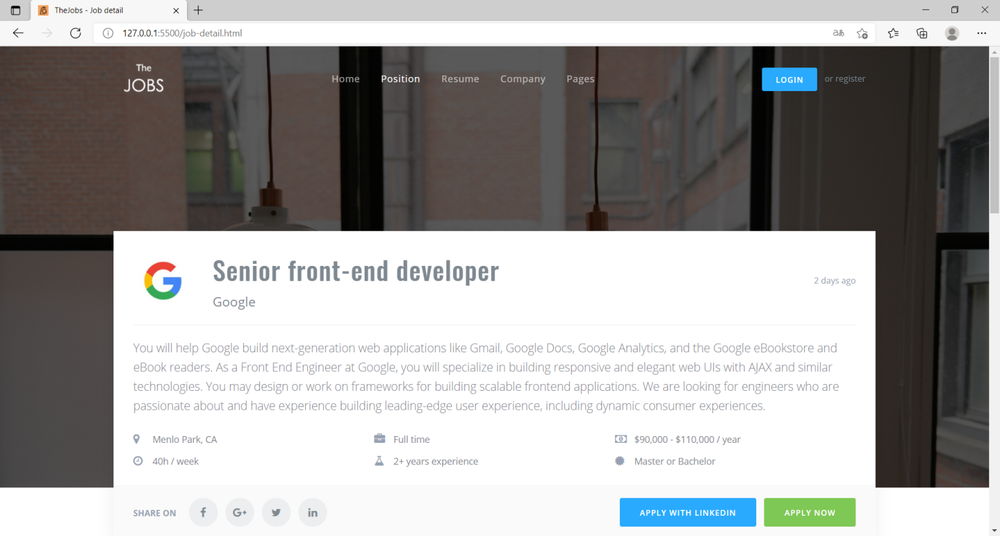 TheJobs - Job detail
127.0.0.1:5500/job-detail.html
The
JOBS
Home Position Resume Company Pages
LOGIN or register
Senior front-end developer
2 days ago
Google
You will help Google build next-generation web applications like Gmail, Google Docs, Google Analytics, and the Google eBookstore and
eBook readers. As a Front End Engineer at Google, you will specialize in building responsive and elegant web UIs with AJAX and similar
technologies. You may design or work on frameworks for building scalable frontend applications. We are looking for engineers who are
passionate about and have experience building leading-edge user experience, including dynamic consumer experiences.
Menlo Park, CA Full time $90,000 - $110,000 / year
40h / week 2+ years experience Master or Bachelor
SHARE ON APPLY WITH LINKEDIN APPLY NOW